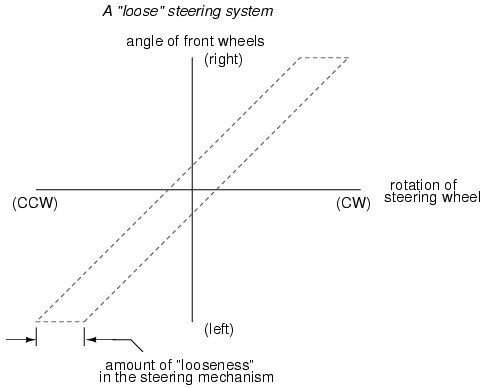 A "loose" steering system
angle of front wheels
(right)
rotation of
steering wheel
(CCW)
(CW)
(left)
amount of "looseness"
in the steering mechanism